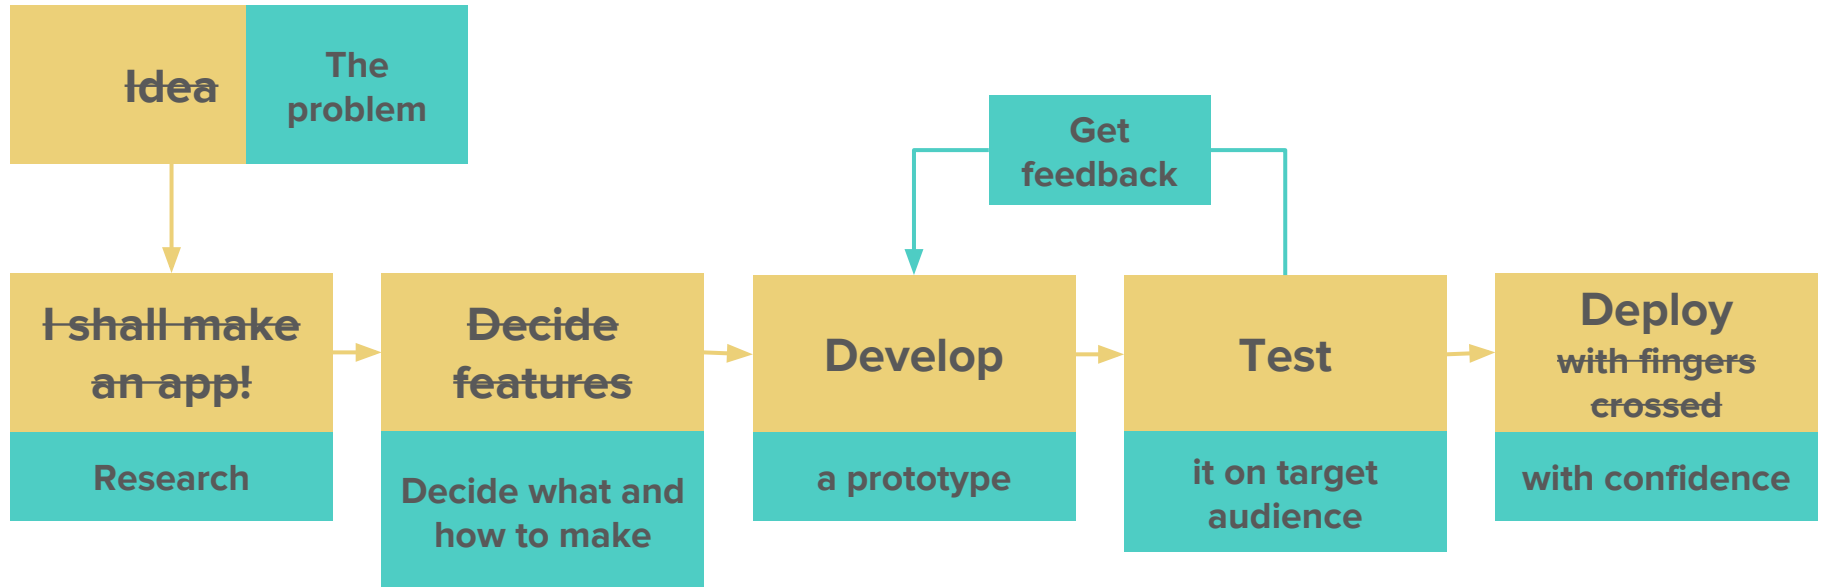 Idea
The
problem
Get
feedback
I shall make
an app!
Research
Decide
features
Decide what and
how to make
Develop
a prototype
Test
it on target
audience
Deploy
with fingers
crossed
with confidence